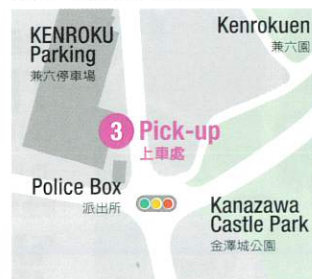 KENROKU
Parking
兼六停車場
Kenrokuen
兼六園
3 Pick-up
上車處
Police Box
派出所
Kanazawa
Castle Park
金澤城公園